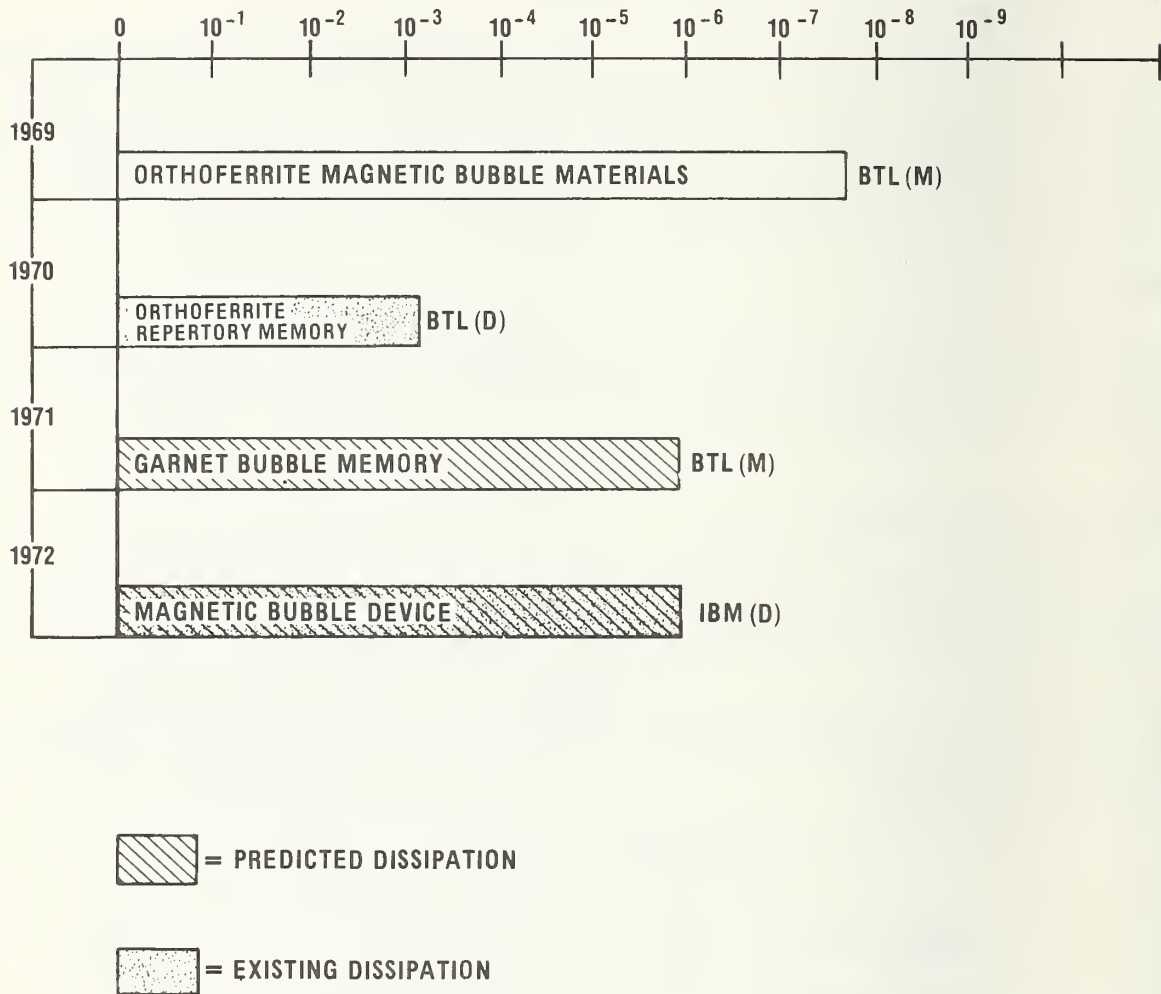 0 10⁻¹ 10⁻² 10⁻³ 10⁻⁴ 10⁻⁵ 10⁻⁶ 10⁻⁷ 10⁻⁸ 10⁻⁹
1969
ORTHOFERRITE MAGNETIC BUBBLE MATERIALS BTL (M)
1970
ORTHOFERRITE
REPERTORY MEMORY BTL (D)
1971
GARNET BUBBLE MEMORY BTL (M)
1972
MAGNETIC BUBBLE DEVICE IBM (D)
= PREDICTED DISSIPATION
= EXISTING DISSIPATION